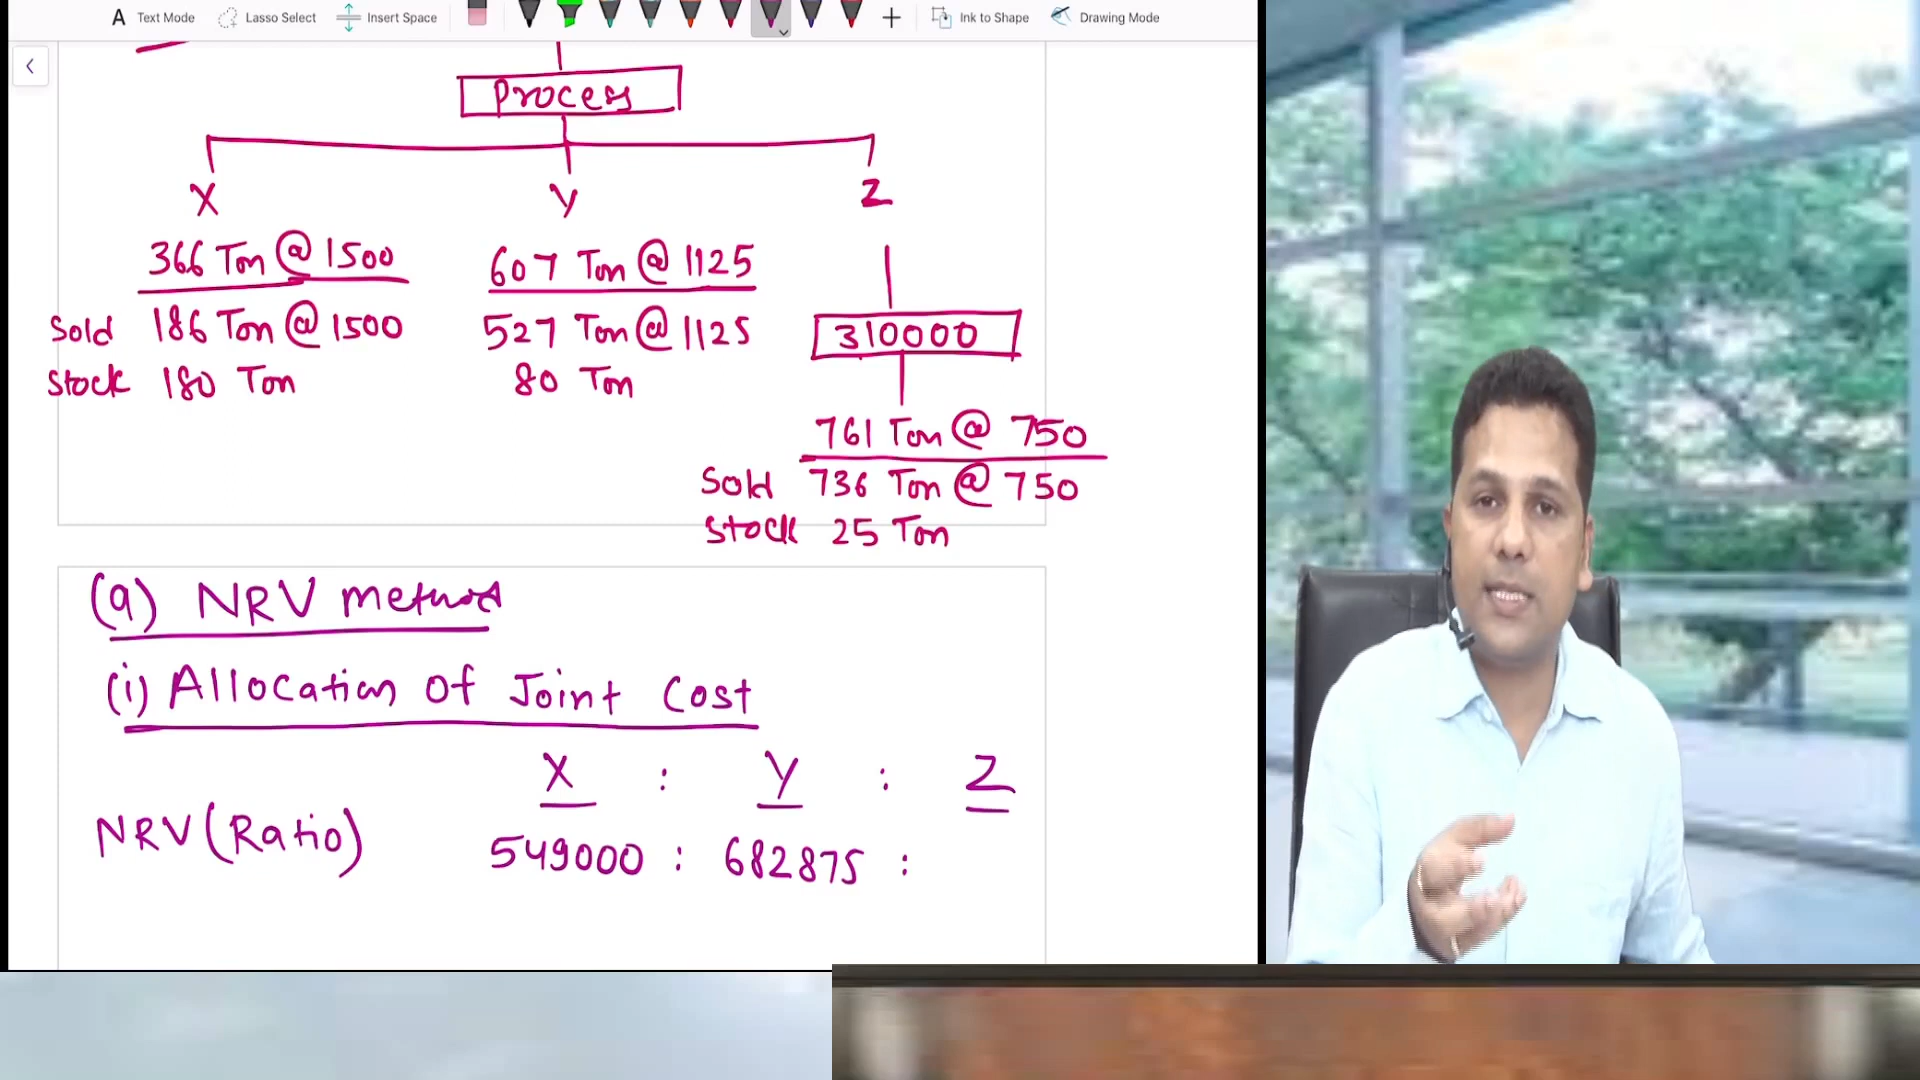 Text Mode Lasso Select Insert Space Ink to Shape Drawing Mode
Process
X Y Z
366 Ton @ 1500 607 Ton @ 1125
Sold 186 Ton @ 1500 527 Ton @ 1125 310000
Stock 180 Ton 80 Ton
761 Ton @ 750
Sold 736 Ton @ 750
Stock 25 Ton
(a) NRV method
(i) Allocation of Joint Cost
X : Y : Z
NRV (Ratio) 549000 : 682875 :